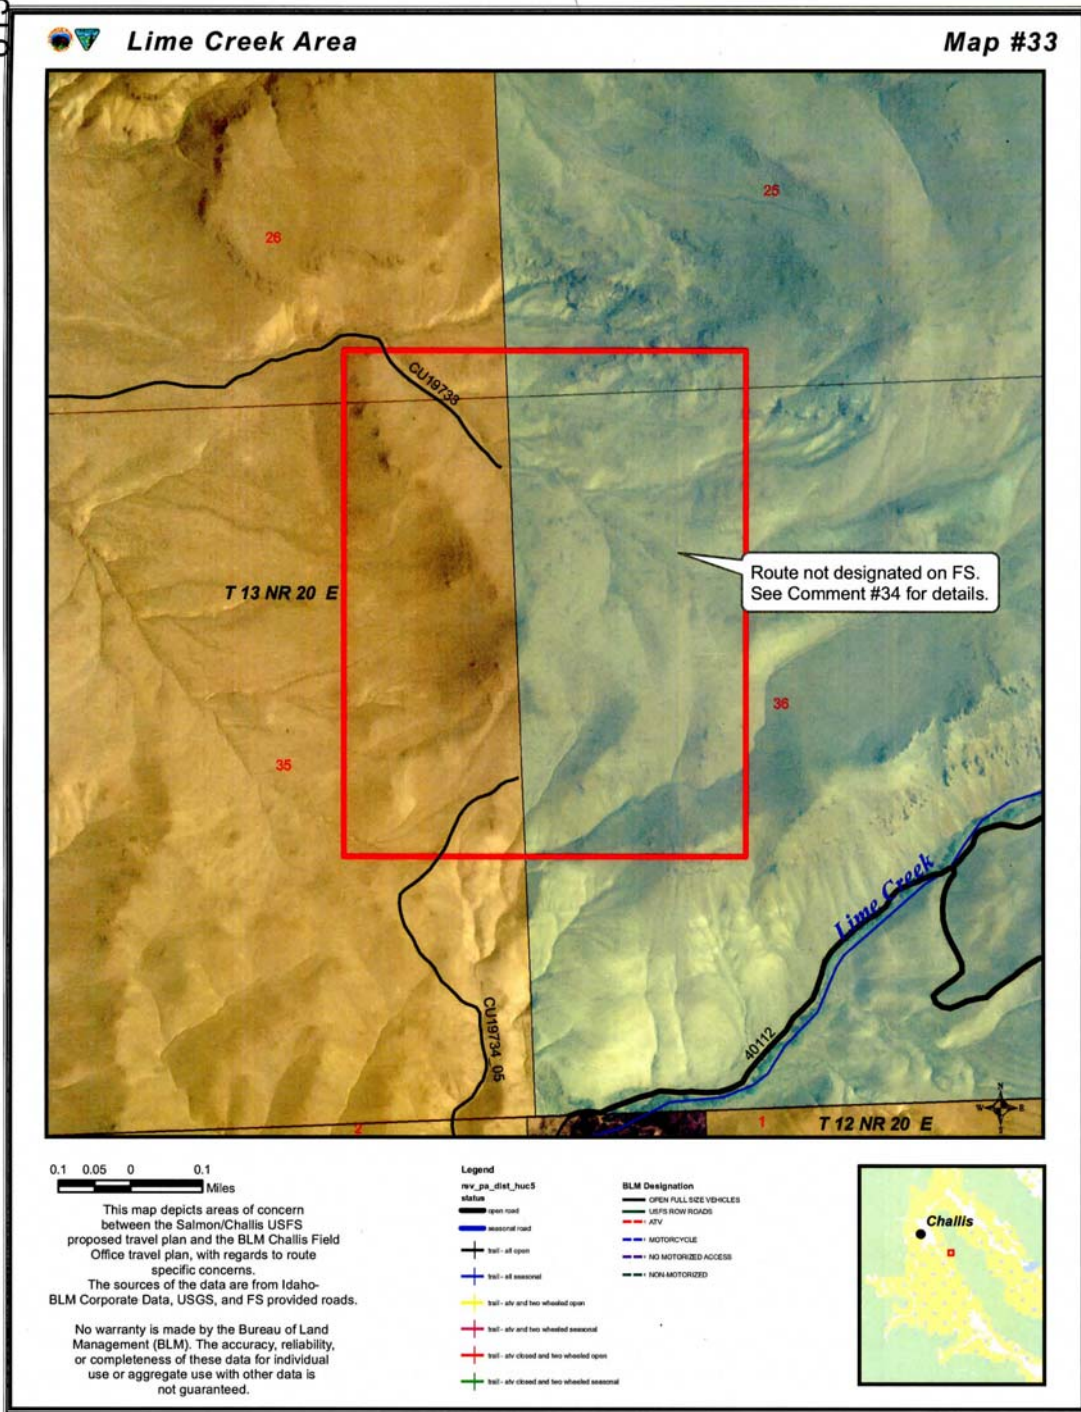 Lime Creek Area
Map #33
25
26
CU19738
T 13 NR 20 E
Route not designated on FS.
See Comment #34 for details.
36
35
Lime Creek
40112
CU19734_05
2
1
T 12 NR 20 E
N
W
E
S
0.1 0.05 0 0.1
Miles
This map depicts areas of concern
between the Salmon/Challis USFS
proposed travel plan and the BLM Challis Field
Office travel plan, with regards to route
specific concerns.
The sources of the data are from Idaho-
BLM Corporate Data, USGS, and FS provided roads.
No warranty is made by the Bureau of Land
Management (BLM). The accuracy, reliability,
or completeness of these data for individual
use or aggregate use with other data is
not guaranteed.
Legend
rev_pa_dist_huc5
status
open road
seasonal road
trail - all open
trail - all seasonal
trail - atv and two wheeled open
trail - atv and two wheeled seasonal
trail - atv closed and two wheeled open
trail - atv closed and two wheeled seasonal
BLM Designation
OPEN FULL SIZE VEHICLES
USFS ROW ROADS
ATV
MOTORCYCLE
NO MOTORIZED ACCESS
NON-MOTORIZED
Challis